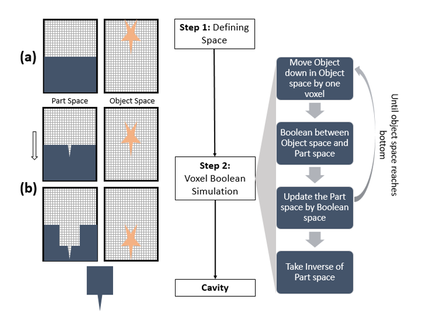 (a)
Part Space
Object Space
(b)
Step 1: Defining
Space
Step 2:
Voxel Boolean
Simulation
Cavity
Move Object
down in Object
space by one
voxel
Boolean between
Object space and
Part space
Update the Part
space by Boolean
space
Take Inverse of
Part space
Until object space reaches
bottom